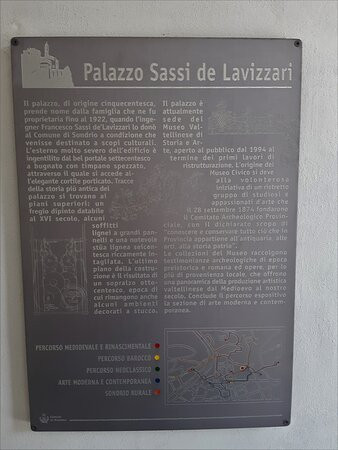 Palazzo Sassi de Lavizzari
Il palazzo, di origine cinquecentesca,
prende nome dalla famiglia che ne fu
proprietaria fino al 1922, quando l'inge-
gner Francesco Sassi de'Lavizzari lo donò
al Comune di Sondrio a condizione che
venisse destinato a scopi culturali.
L'esterno molto severo dell'edificio è
ingentilito dal bel portale settecentesco
a bugnato con timpano spezzato,
attraverso il quale si accede al-
l'elegante cortile porticato. Tracce
della storia più antica del
palazzo si trovano ai
piani superiori: un
fregio dipinto databile
al XVI secolo, alcuni
soffitti
lignei a grandi pan-
nelli e una notevole
stüa lignea seicen-
tesca riccamente in-
tagliata. L'ultimo
piano della costru-
zione è il risultato di
un sopralzo otto-
centesco, epoca di
cui rimangono anche
alcuni ambienti
decorati a stucco.
Il palazzo è
attualmente
sede del
Museo Val-
tellinese di
Storia e Ar-
te, aperto al pubblico dal 1994 al
termine dei primi lavori di
ristrutturazione. L'origine del
Museo Civico si deve
alla volonterosa
iniziativa di un ristretto
gruppo di studiosi e
appassionati d'arte che
il 28 settembre 1874 fondarono
il Comitato Archeologico Provin-
ciale, con il dichiarato scopo di
"conoscere e conservare tutto ciò che in
Provincia appartiene all'antiquaria, alle
arti, alla storia patria".
Le collezioni del Museo raccolgono
testimonianze archeologiche di epoca
preistorica e romana ed opere, per lo
più di provenienza locale, che offrono
una panoramica della produzione artistica
valtellinese dal Medioevo al nostro
secolo. Conclude il percorso espositivo
la sezione di arte moderna e contem-
poranea.
PERCORSO MEDIOEVALE E RINASCIMENTALE
PERCORSO BAROCCO
PERCORSO NEOCLASSICO
ARTE MODERNA E CONTEMPORANEA
SONDRIO RURALE